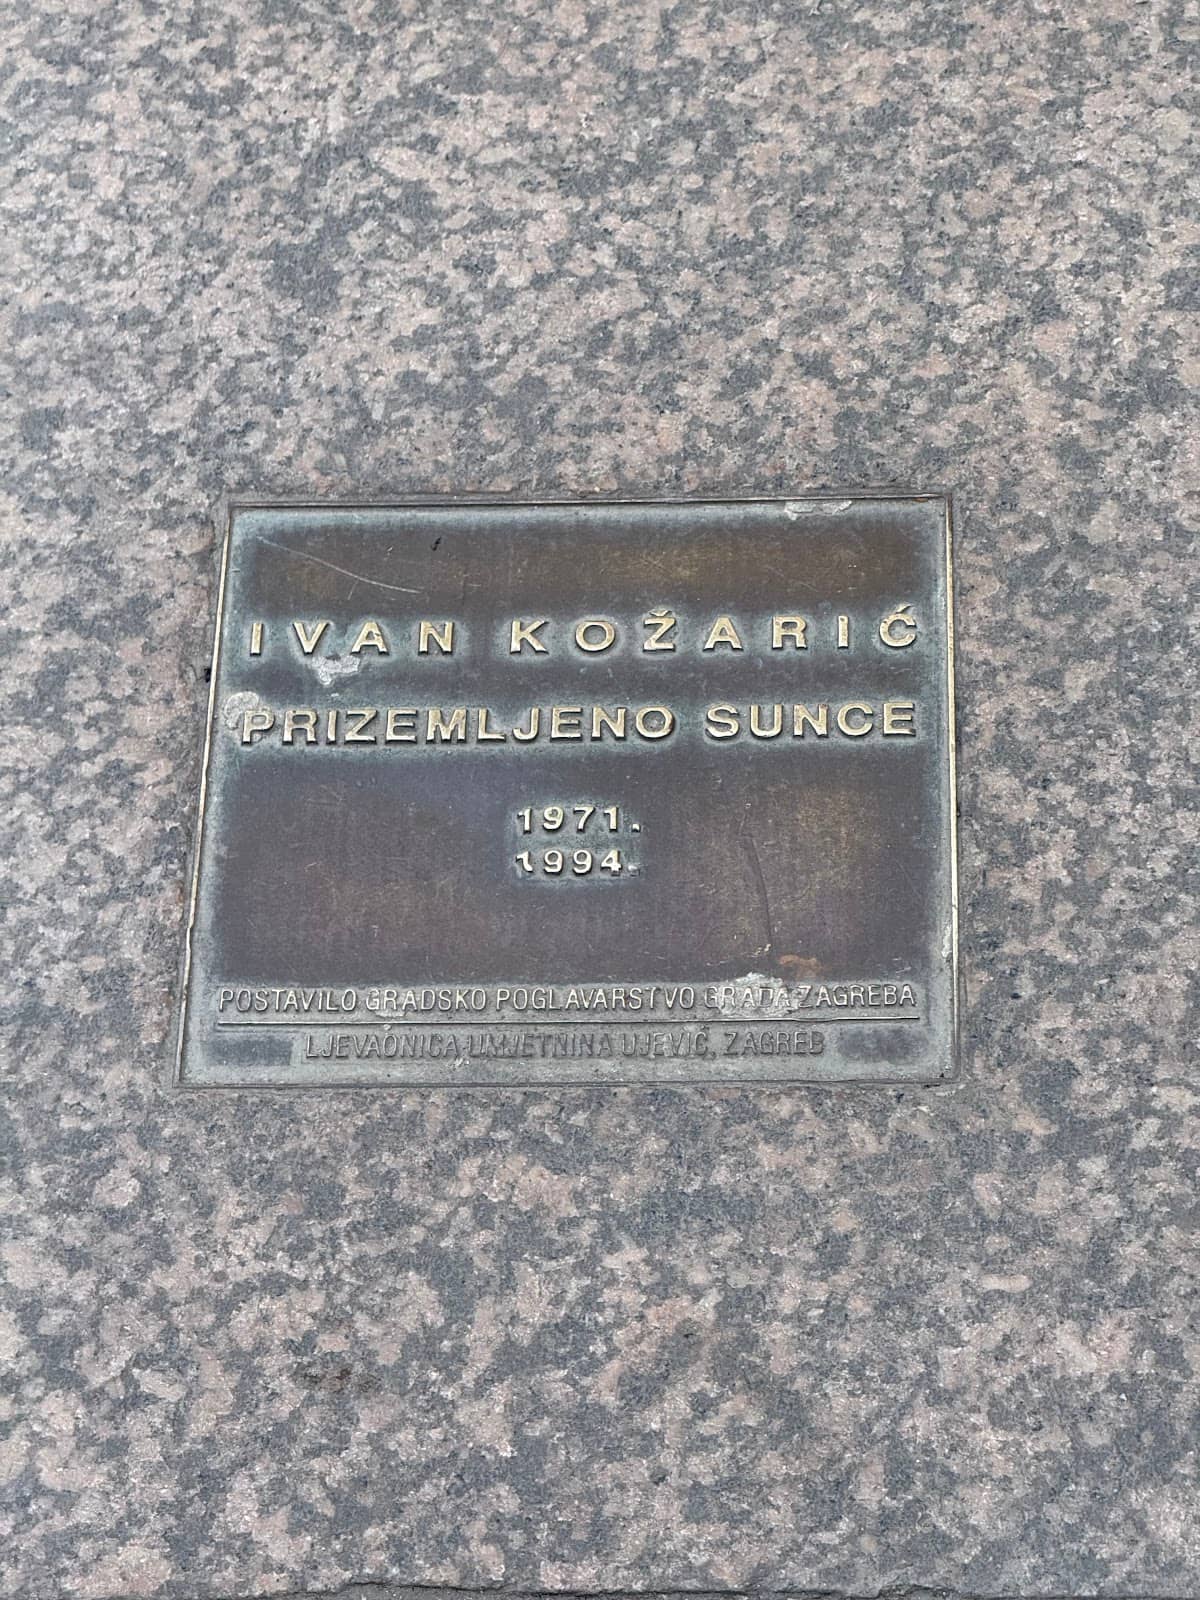 IVAN KOŽARIĆ
PRIZEMLJENO SUNCE
1971.
1994.
POSTAVILO GRADSKO POGLAVARSTVO GRADA ZAGREBA
LJEVAONICA UMJETNINA UJEVIĆ, ZAGREB